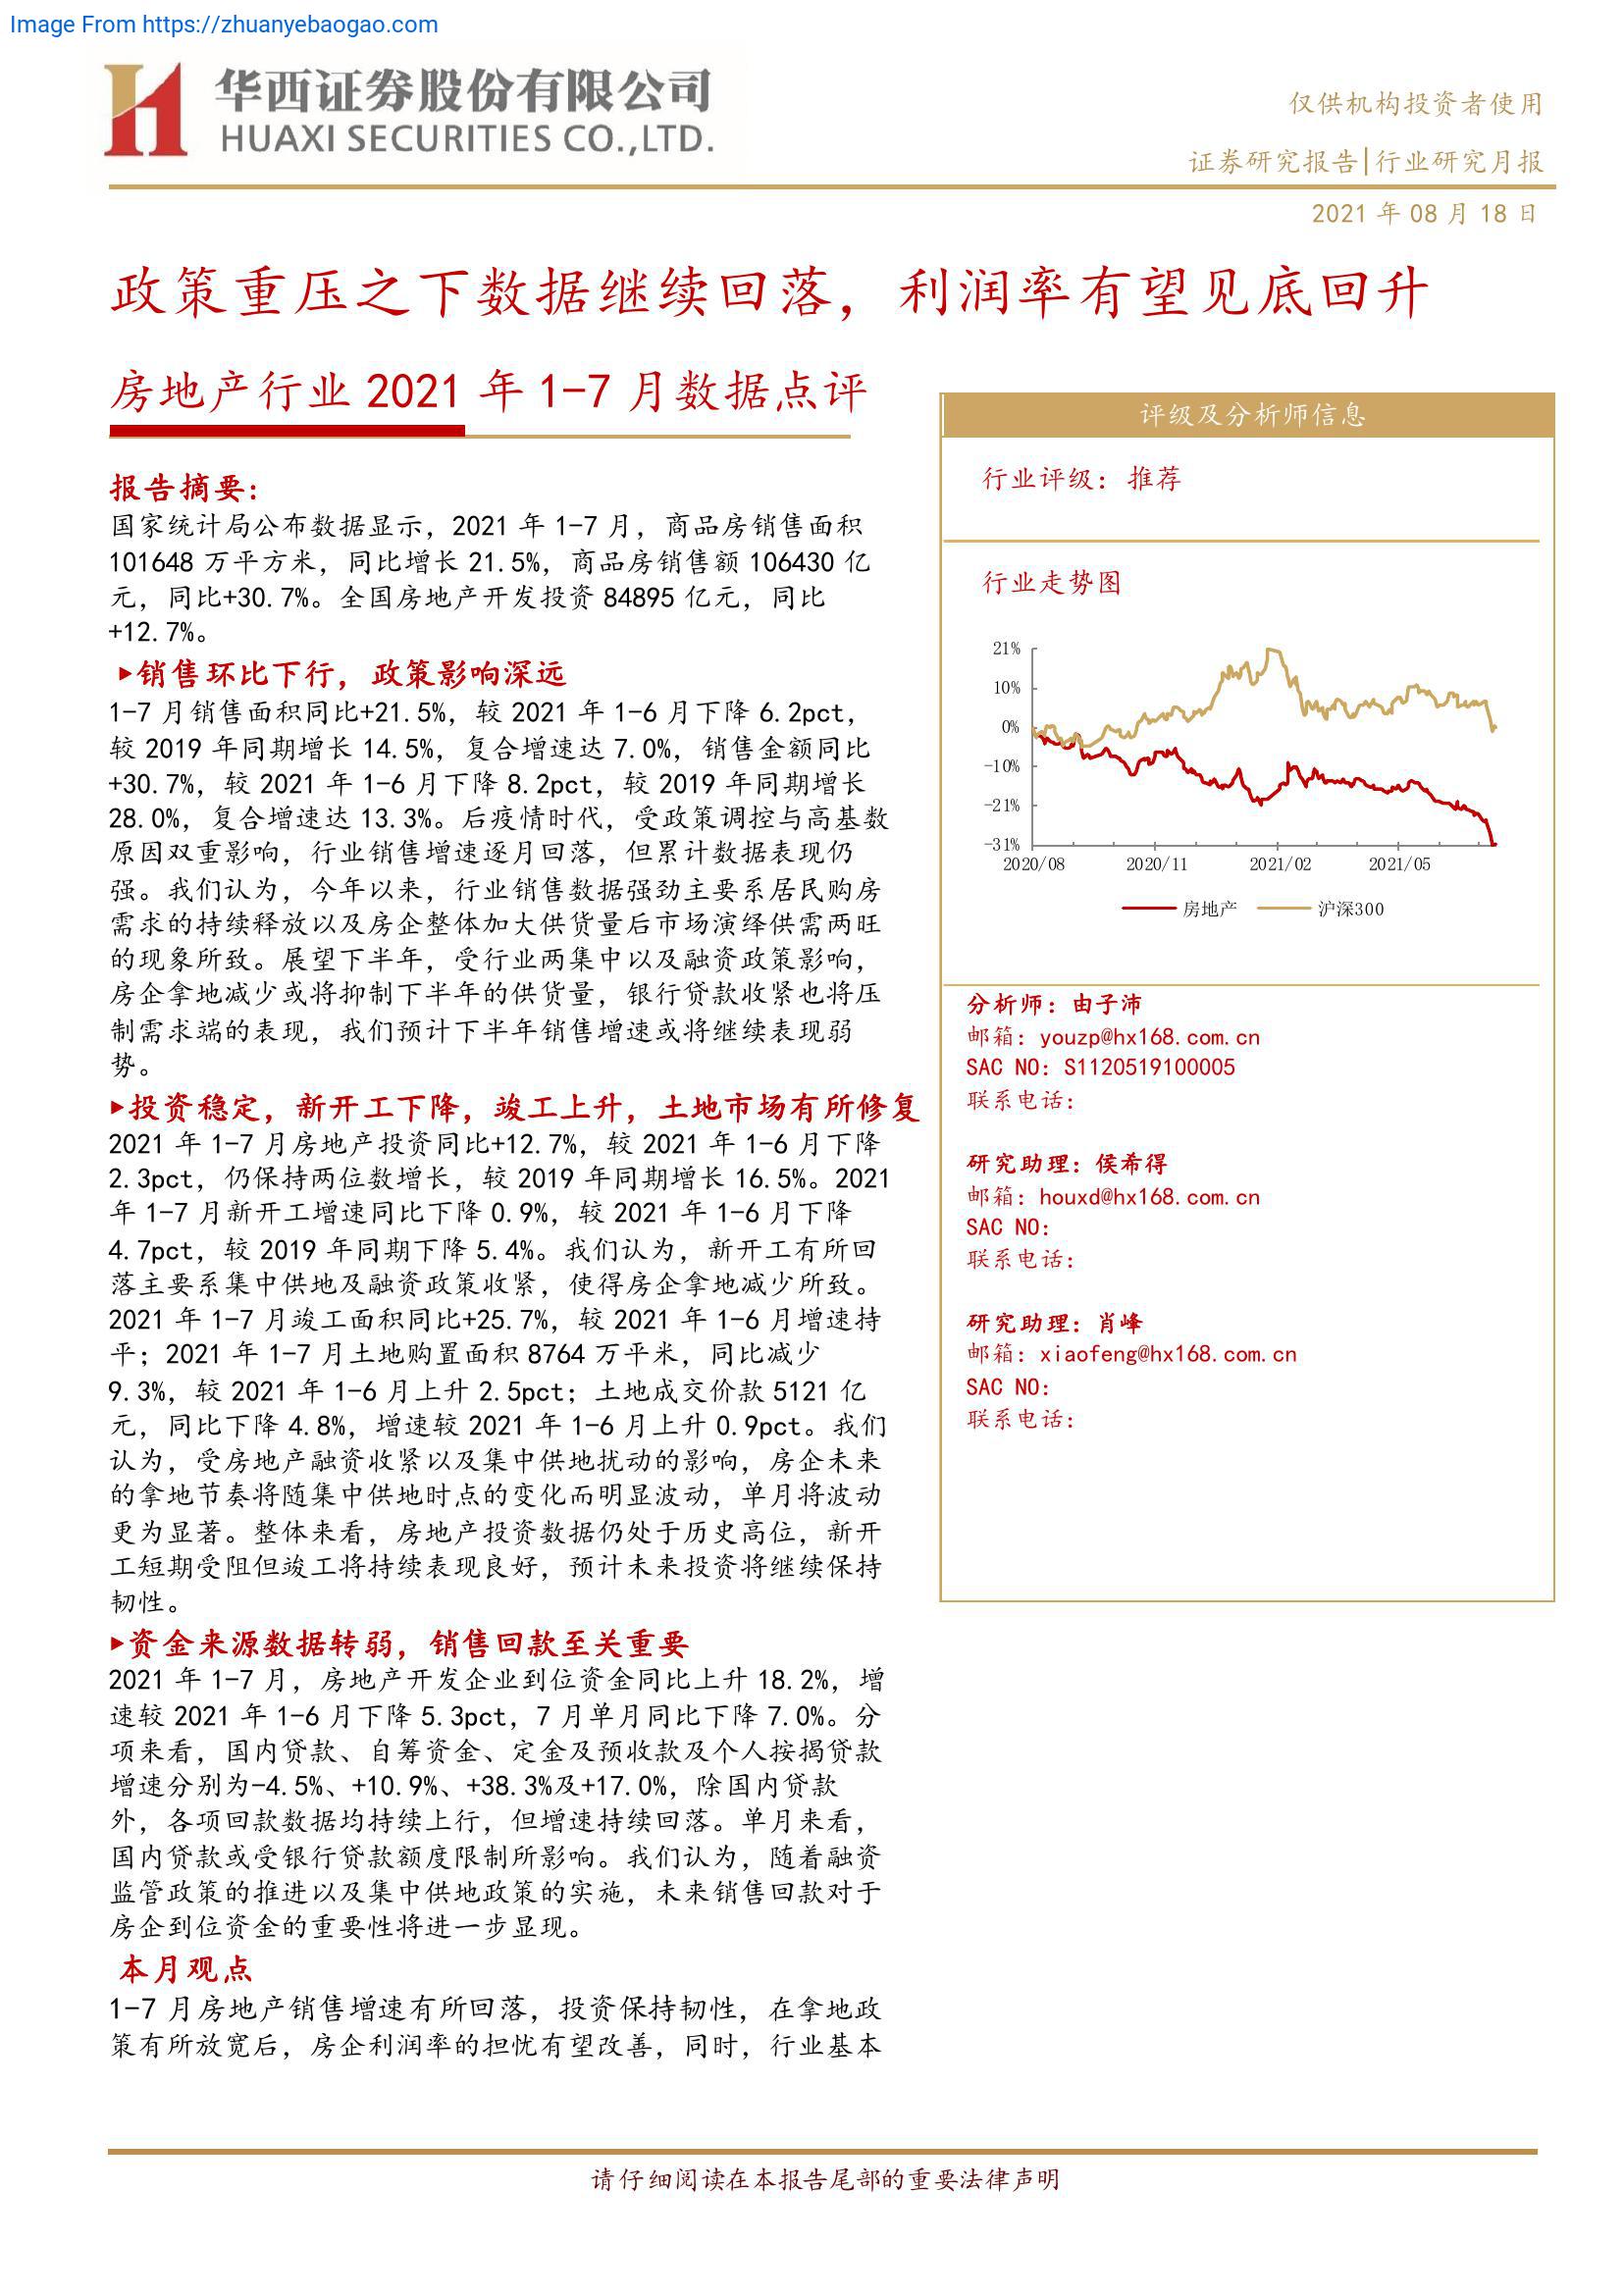 Image From https://zhuanyebaogao.com
华西证券股份有限公司
HUAXI SECURITIES CO.,LTD.
仅供机构投资者使用
证券研究报告|行业研究月报
2021 年 08 月 18 日
政策重压之下数据继续回落，利润率有望见底回升
房地产行业 2021 年 1-7 月数据点评
报告摘要:
国家统计局公布数据显示，2021 年 1-7 月，商品房销售面积
101648 万平方米，同比增长 21.5%，商品房销售额 106430 亿
元，同比+30.7%。全国房地产开发投资 84895 亿元，同比
+12.7%。
►销售环比下行，政策影响深远
1-7 月销售面积同比+21.5%，较 2021 年 1-6 月下降 6.2pct，
较 2019 年同期增长 14.5%，复合增速达 7.0%，销售金额同比
+30.7%，较 2021 年 1-6 月下降 8.2pct，较 2019 年同期增长
28.0%，复合增速达 13.3%。后疫情时代，受政策调控与高基数
原因双重影响，行业销售增速逐月回落，但累计数据表现仍
强。我们认为，今年以来，行业销售数据强劲主要系居民购房
需求的持续释放以及房企整体加大供货量后市场演绎供需两旺
的现象所致。展望下半年，受行业两集中以及融资政策影响，
房企拿地减少或将抑制下半年的供货量，银行贷款收紧也将压
制需求端的表现，我们预计下半年销售增速或将继续表现弱
势。
►投资稳定，新开工下降，竣工上升，土地市场有所修复
2021 年 1-7 月房地产投资同比+12.7%，较 2021 年 1-6 月下降
2.3pct，仍保持两位数增长，较 2019 年同期增长 16.5%。2021
年 1-7 月新开工增速同比下降 0.9%，较 2021 年 1-6 月下降
4.7pct，较 2019 年同期下降 5.4%。我们认为，新开工有所回
落主要系集中供地及融资政策收紧，使得房企拿地减少所致。
2021 年 1-7 月竣工面积同比+25.7%，较 2021 年 1-6 月增速持
平；2021 年 1-7 月土地购置面积 8764 万平米，同比减少
9.3%，较 2021 年 1-6 月上升 2.5pct；土地成交价款 5121 亿
元，同比下降 4.8%，增速较 2021 年 1-6 月上升 0.9pct。我们
认为，受房地产融资收紧以及集中供地扰动的影响，房企未来
的拿地节奏将随集中供地时点的变化而明显波动，单月将波动
更为显著。整体来看，房地产投资数据仍处于历史高位，新开
工短期受阻但竣工将持续表现良好，预计未来投资将继续保持
韧性。
►资金来源数据转弱，销售回款至关重要
2021 年 1-7 月，房地产开发企业到位资金同比上升 18.2%，增
速较 2021 年 1-6 月下降 5.3pct，7 月单月同比下降 7.0%。分
项来看，国内贷款、自筹资金、定金及预收款及个人按揭贷款
增速分别为-4.5%、+10.9%、+38.3%及+17.0%，除国内贷款
外，各项回款数据均持续上行，但增速持续回落。单月来看，
国内贷款或受银行贷款额度限制所影响。我们认为，随着融资
监管政策的推进以及集中供地政策的实施，未来销售回款对于
房企到位资金的重要性将进一步显现。
本月观点
1-7 月房地产销售增速有所回落，投资保持韧性，在拿地政
策有所放宽后，房企利润率的担忧有望改善，同时，行业基本
评级及分析师信息
行业评级：推荐
行业走势图
21%
10%
0%
-10%
-21%
-31%
2020/08 2020/11 2021/02 2021/05
房地产 沪深300
分析师：由子沛
邮箱：youzp@hx168.com.cn
SAC NO：S1120519100005
联系电话：
研究助理：侯希得
邮箱：houxd@hx168.com.cn
SAC NO：
联系电话：
研究助理：肖峰
邮箱：xiaofeng@hx168.com.cn
SAC NO：
联系电话：
请仔细阅读在本报告尾部的重要法律声明